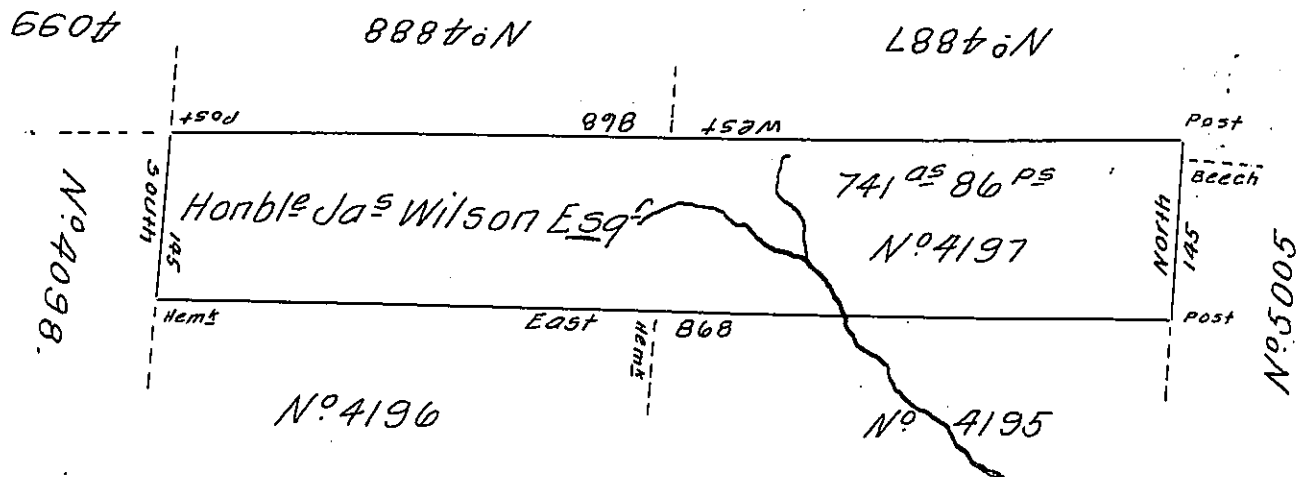 4099
Nº 4888
Nº 4887
Post
868
West
Post
Beech
South
145
Honble Jas Wilson Esqr
741 as 86 ps
Nº 4197
North
145
Nº 4098.
Nº 5005
Hemk
East
868
Hemk
Post
Nº 4196
Nº 4195